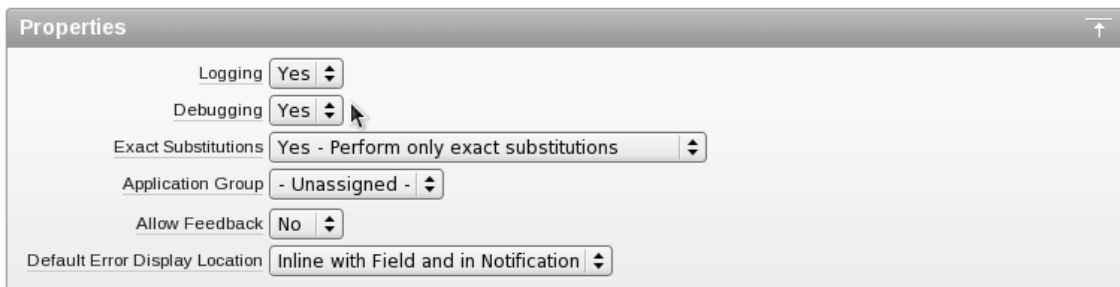 Properties
Logging Yes
Debugging Yes
Exact Substitutions Yes - Perform only exact substitutions
Application Group - Unassigned -
Allow Feedback No
Default Error Display Location Inline with Field and in Notification